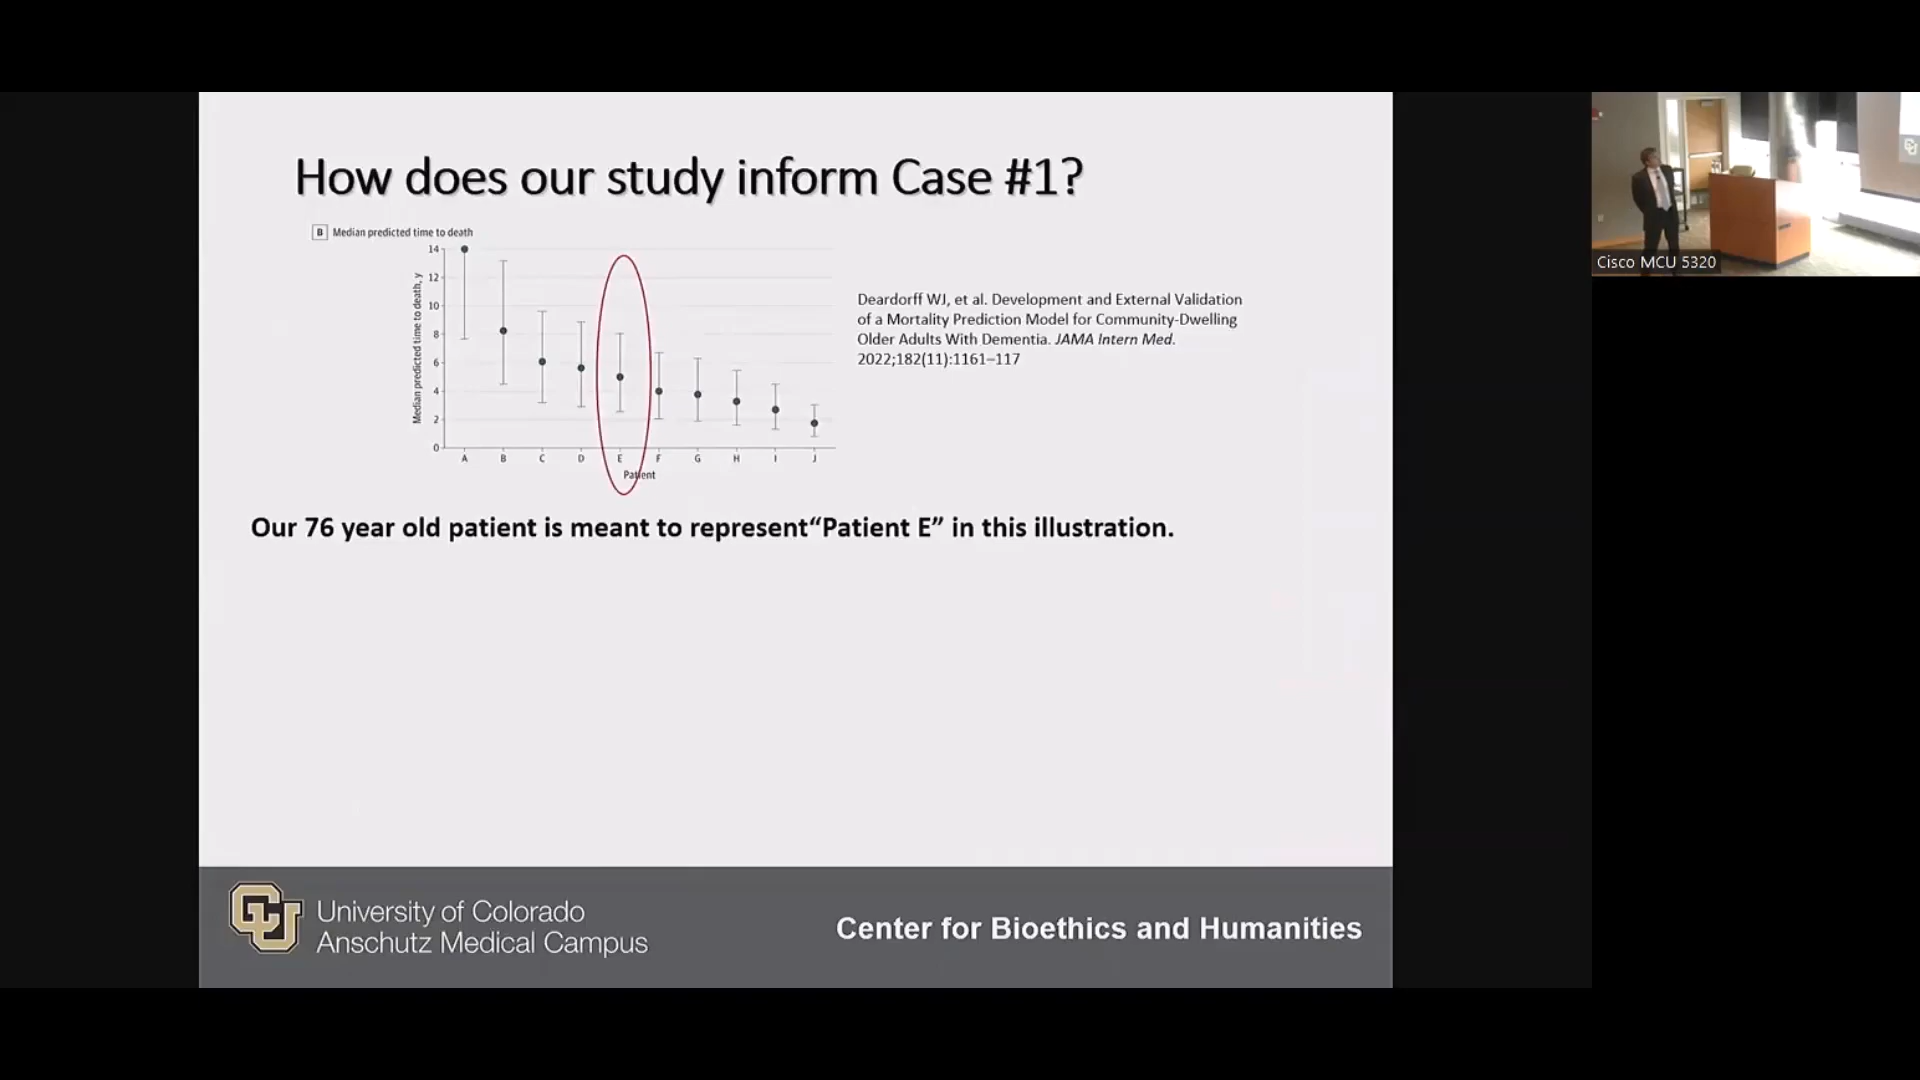 How does our study inform Case #1?
B Median predicted time to death
14
12
10
8
6
4
2
0
Median predicted time to death, y
A B C D E F G H I J
Patient
Deardorff WJ, et al. Development and External Validation
of a Mortality Prediction Model for Community-Dwelling
Older Adults With Dementia. JAMA Intern Med.
2022;182(11):1161–117
Our 76 year old patient is meant to represent“Patient E” in this illustration.
University of Colorado
Anschutz Medical Campus
Center for Bioethics and Humanities
Cisco MCU 5320